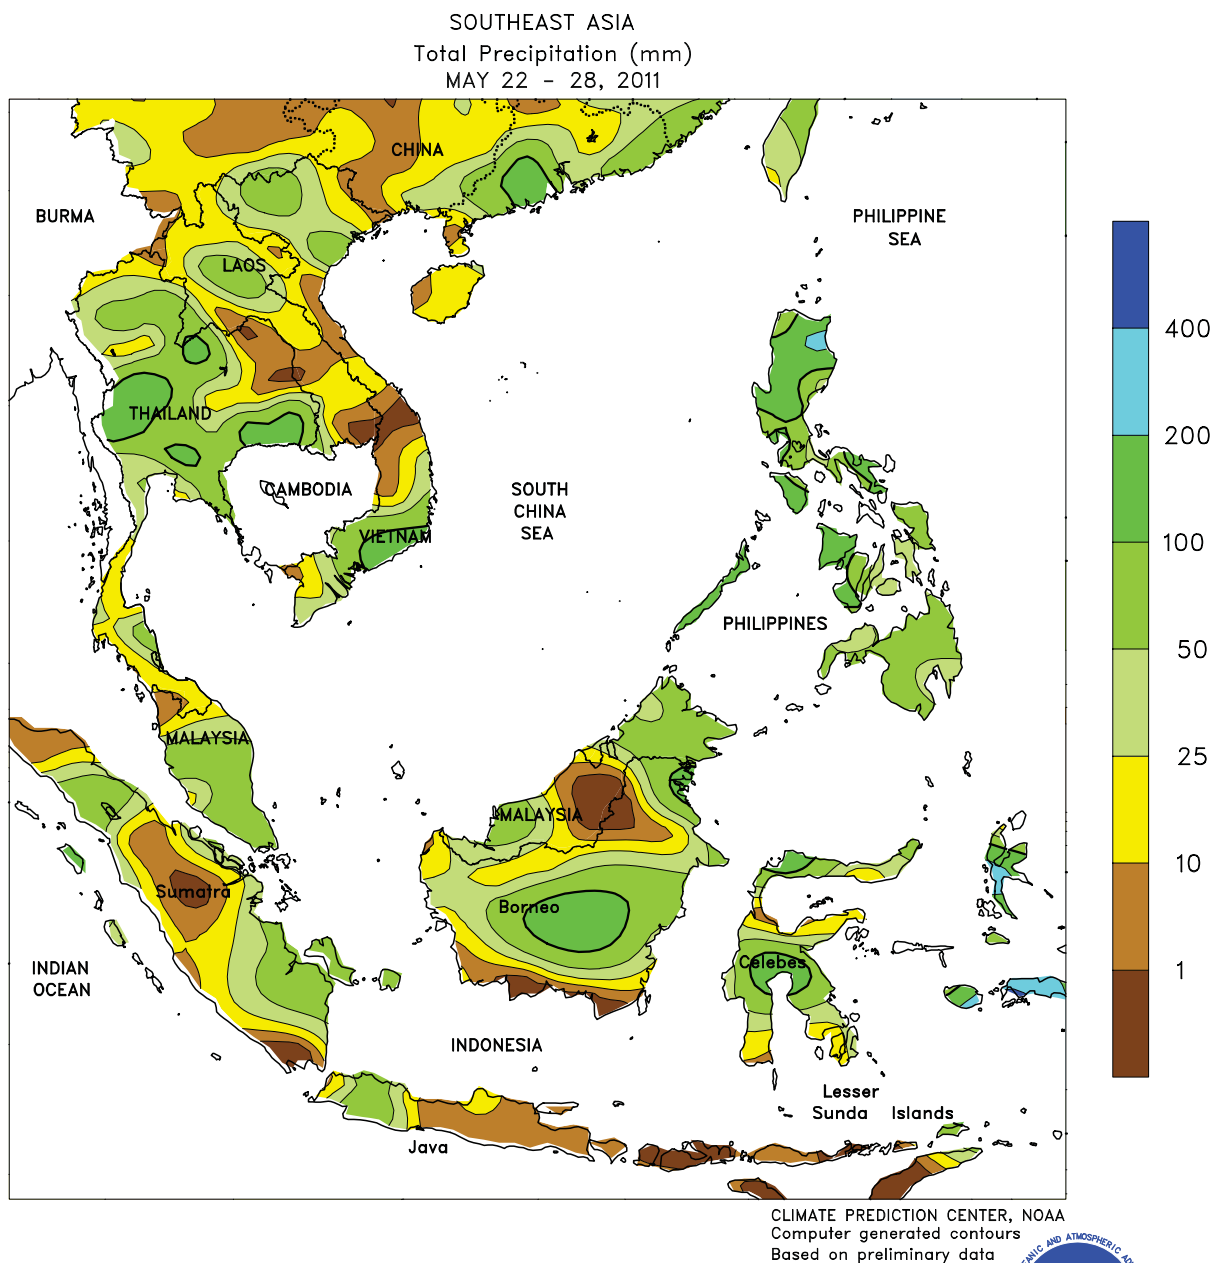 SOUTHEAST ASIA
Total Precipitation (mm)
MAY 22 - 28, 2011
CHINA
BURMA
PHILIPPINE
SEA
LAOS
400
THAILAND
200
CAMBODIA
SOUTH
CHINA
SEA
VIETNAM
100
PHILIPPINES
50
MALAYSIA
25
MALAYSIA
10
Sumatra
Borneo
INDIAN
OCEAN
Celebes
1
INDONESIA
Lesser
Sunda Islands
Java
CLIMATE PREDICTION CENTER, NOAA
Computer generated contours
Based on preliminary data
AND ATMOSPHERIC